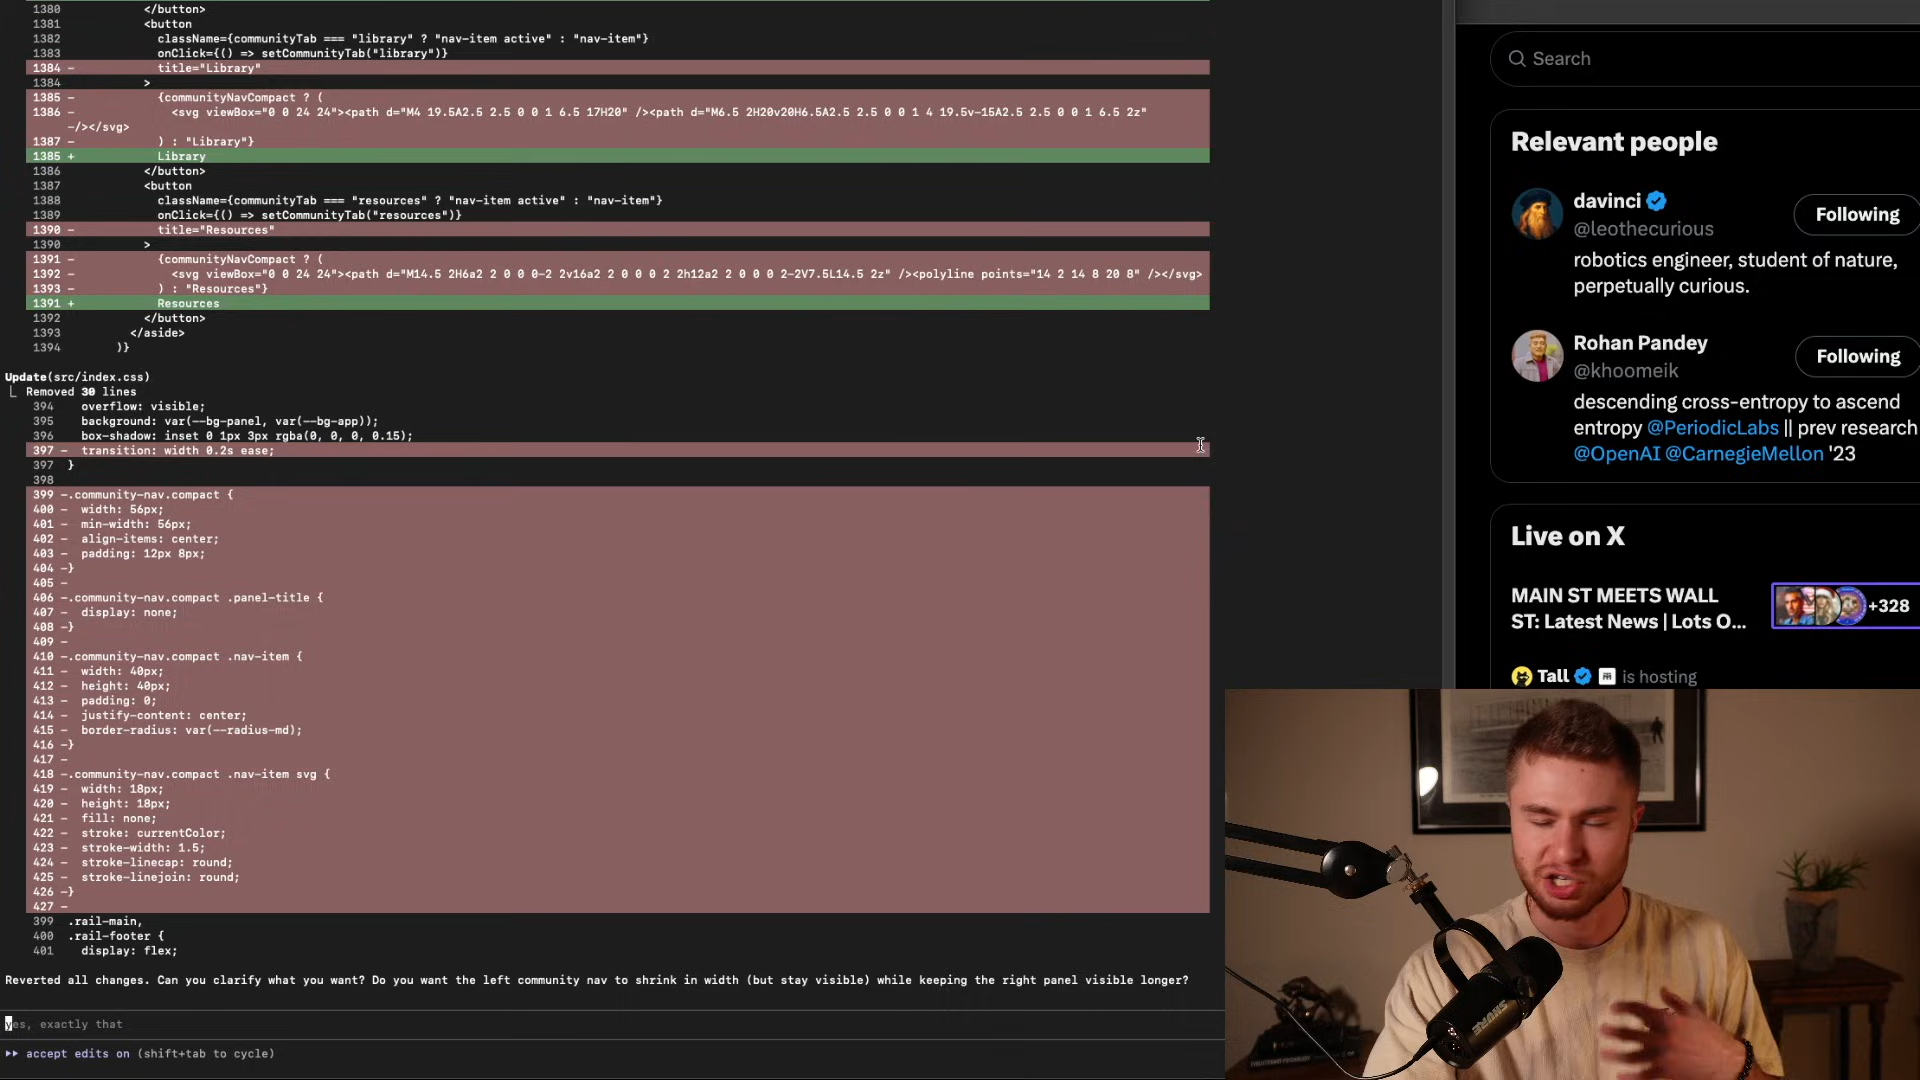 1380            </button>
1381            <button
1382              className={communityTab === "library" ? "nav-item active" : "nav-item"}
1383              onClick={() => setCommunityTab("library")}
1384 -            title="Library"
1384            >
1385 -            {communityNavCompact ? (
1386 -              <svg viewBox="0 0 24 24"><path d="M4 19.5A2.5 2.5 0 0 1 6.5 17H20" /><path d="M6.5 2H20v20H6.5A2.5 2.5 0 0 1 4 19.5v-15A2.5 2.5 0 0 1 6.5 2z"
     -/></svg>
1387 -            ) : "Library"}
1385 +            Library
1386            </button>
1387            <button
1388              className={communityTab === "resources" ? "nav-item active" : "nav-item"}
1389              onClick={() => setCommunityTab("resources")}
1390 -            title="Resources"
1390            >
1391 -            {communityNavCompact ? (
1392 -              <svg viewBox="0 0 24 24"><path d="M14.5 2H6a2 2 0 0 0-2 2v16a2 2 0 0 0 2 2h12a2 2 0 0 0 2-2V7.5L14.5 2z" /><polyline points="14 2 14 8 20 8" /></svg>
1393 -            ) : "Resources"}
1391 +            Resources
1392            </button>
1393          </aside>
1394        )}
Update(src/index.css)
⎿ Removed 30 lines
394   overflow: visible;
395   background: var(--bg-panel, var(--bg-app));
396   box-shadow: inset 0 1px 3px rgba(0, 0, 0, 0.15);
397 -  transition: width 0.2s ease;
397 }
398
399 -.community-nav.compact {
400 -  width: 56px;
401 -  min-width: 56px;
402 -  align-items: center;
403 -  padding: 12px 8px;
404 -}
405 -
406 -.community-nav.compact .panel-title {
407 -  display: none;
408 -}
409 -
410 -.community-nav.compact .nav-item {
411 -  width: 40px;
412 -  height: 40px;
413 -  padding: 0;
414 -  justify-content: center;
415 -  border-radius: var(--radius-md);
416 -}
417 -
418 -.community-nav.compact .nav-item svg {
419 -  width: 18px;
420 -  height: 18px;
421 -  fill: none;
422 -  stroke: currentColor;
423 -  stroke-width: 1.5;
424 -  stroke-linecap: round;
425 -  stroke-linejoin: round;
426 -}
427 -
399 .rail-main,
400 .rail-footer {
401   display: flex;
Reverted all changes. Can you clarify what you want? Do you want the left community nav to shrink in width (but stay visible) while keeping the right panel visible longer?
yes, exactly that
▸▸ accept edits on (shift+tab to cycle)
Search
Relevant people
davinci
@leothecurious
Following
robotics engineer, student of nature,
perpetually curious.
Rohan Pandey
@khoomeik
Following
descending cross-entropy to ascend
entropy @PeriodicLabs || prev research
@OpenAI @CarnegieMellon '23
Live on X
MAIN ST MEETS WALL
ST: Latest News | Lots O...
+328
Tall is hosting
SHURE